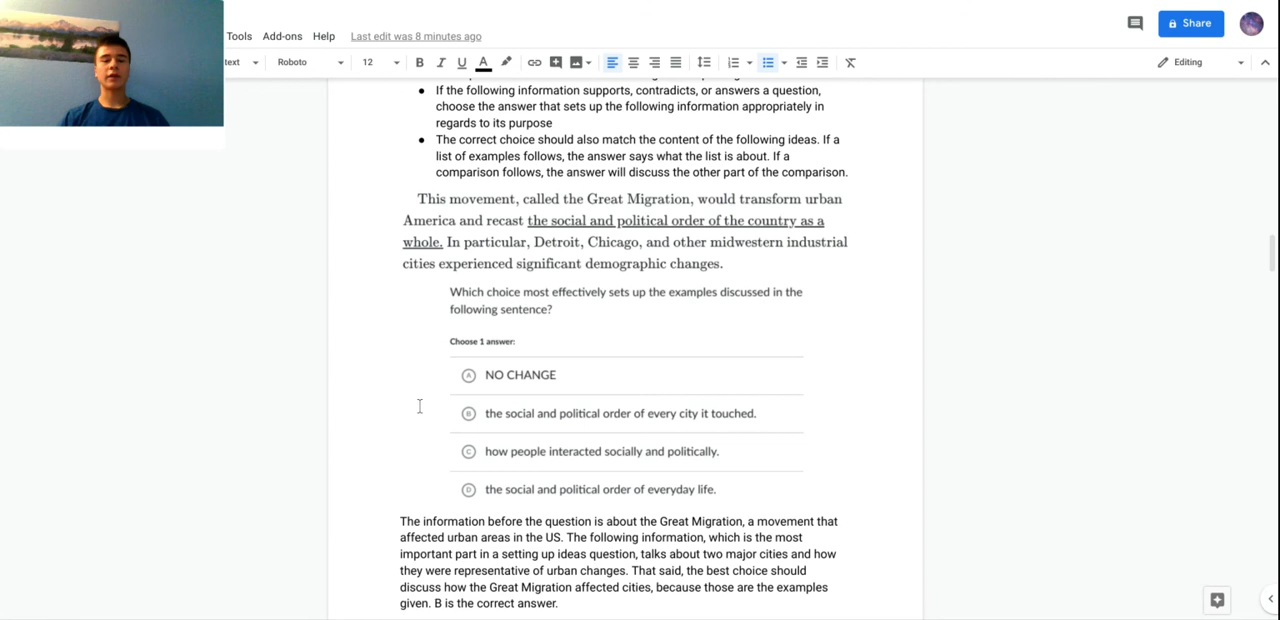 Tools Add-ons Help Last edit was 8 minutes ago
Share
text Roboto 12 B I U A Editing
If the following information supports, contradicts, or answers a question,
choose the answer that sets up the following information appropriately in
regards to its purpose
The correct choice should also match the content of the following ideas. If a
list of examples follows, the answer says what the list is about. If a
comparison follows, the answer will discuss the other part of the comparison.
This movement, called the Great Migration, would transform urban
America and recast the social and political order of the country as a
whole. In particular, Detroit, Chicago, and other midwestern industrial
cities experienced significant demographic changes.
Which choice most effectively sets up the examples discussed in the
following sentence?
Choose 1 answer:
A NO CHANGE
B the social and political order of every city it touched.
C how people interacted socially and politically.
D the social and political order of everyday life.
The information before the question is about the Great Migration, a movement that
affected urban areas in the US. The following information, which is the most
important part in a setting up ideas question, talks about two major cities and how
they were representative of urban changes. That said, the best choice should
discuss how the Great Migration affected cities, because those are the examples
given. B is the correct answer.